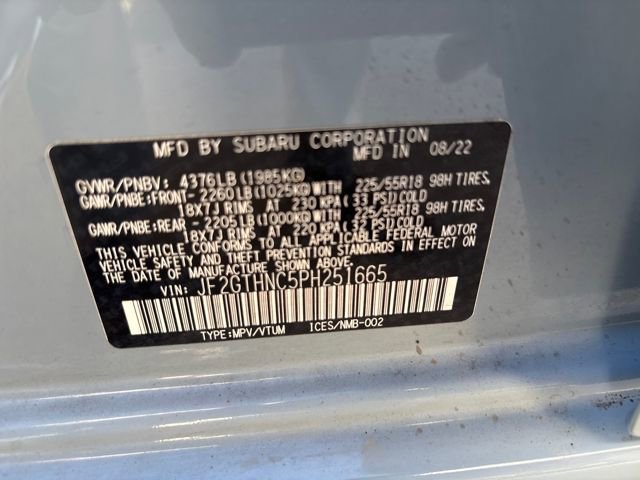 MFD BY SUBARU CORPORATION
MFD IN 08/22
GVWR/PNBV: 4376LB(1985KG)
GAWR/PNBE:FRONT-2260LB(1025KG)WITH 225/55R18 98H TIRES.
18X7J RIMS AT 230 KPA(33 PSI)COLD
GAWR/PNBE:REAR -2205LB(1000KG)WITH 225/55R18 98H TIRES.
18X7J RIMS AT 220 KPA(32 PSI)COLD
THIS VEHICLE CONFORMS TO ALL APPLICABLE FEDERAL MOTOR
VEHICLE SAFETY AND THEFT PREVENTION STANDARDS IN EFFECT ON
THE DATE OF MANUFACTURE SHOWN ABOVE.
VIN: JF2GTHNC5PH251665
TYPE:MPV/VTUM ICES/NMB-002